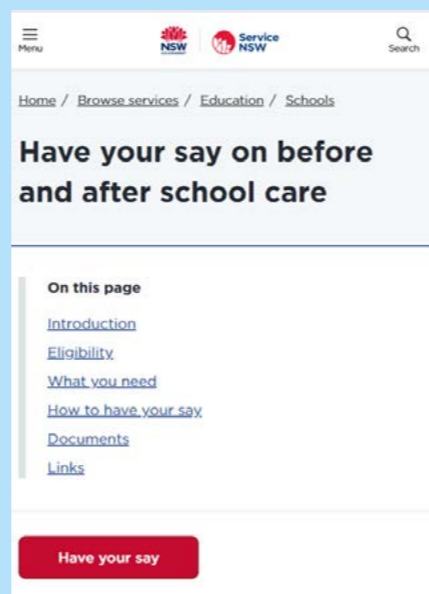 Menu
NSW
GOVERNMENT
Service
NSW
Search
Home / Browse services / Education / Schools
Have your say on before
and after school care
On this page
Introduction
Eligibility
What you need
How to have your say
Documents
Links
Have your say